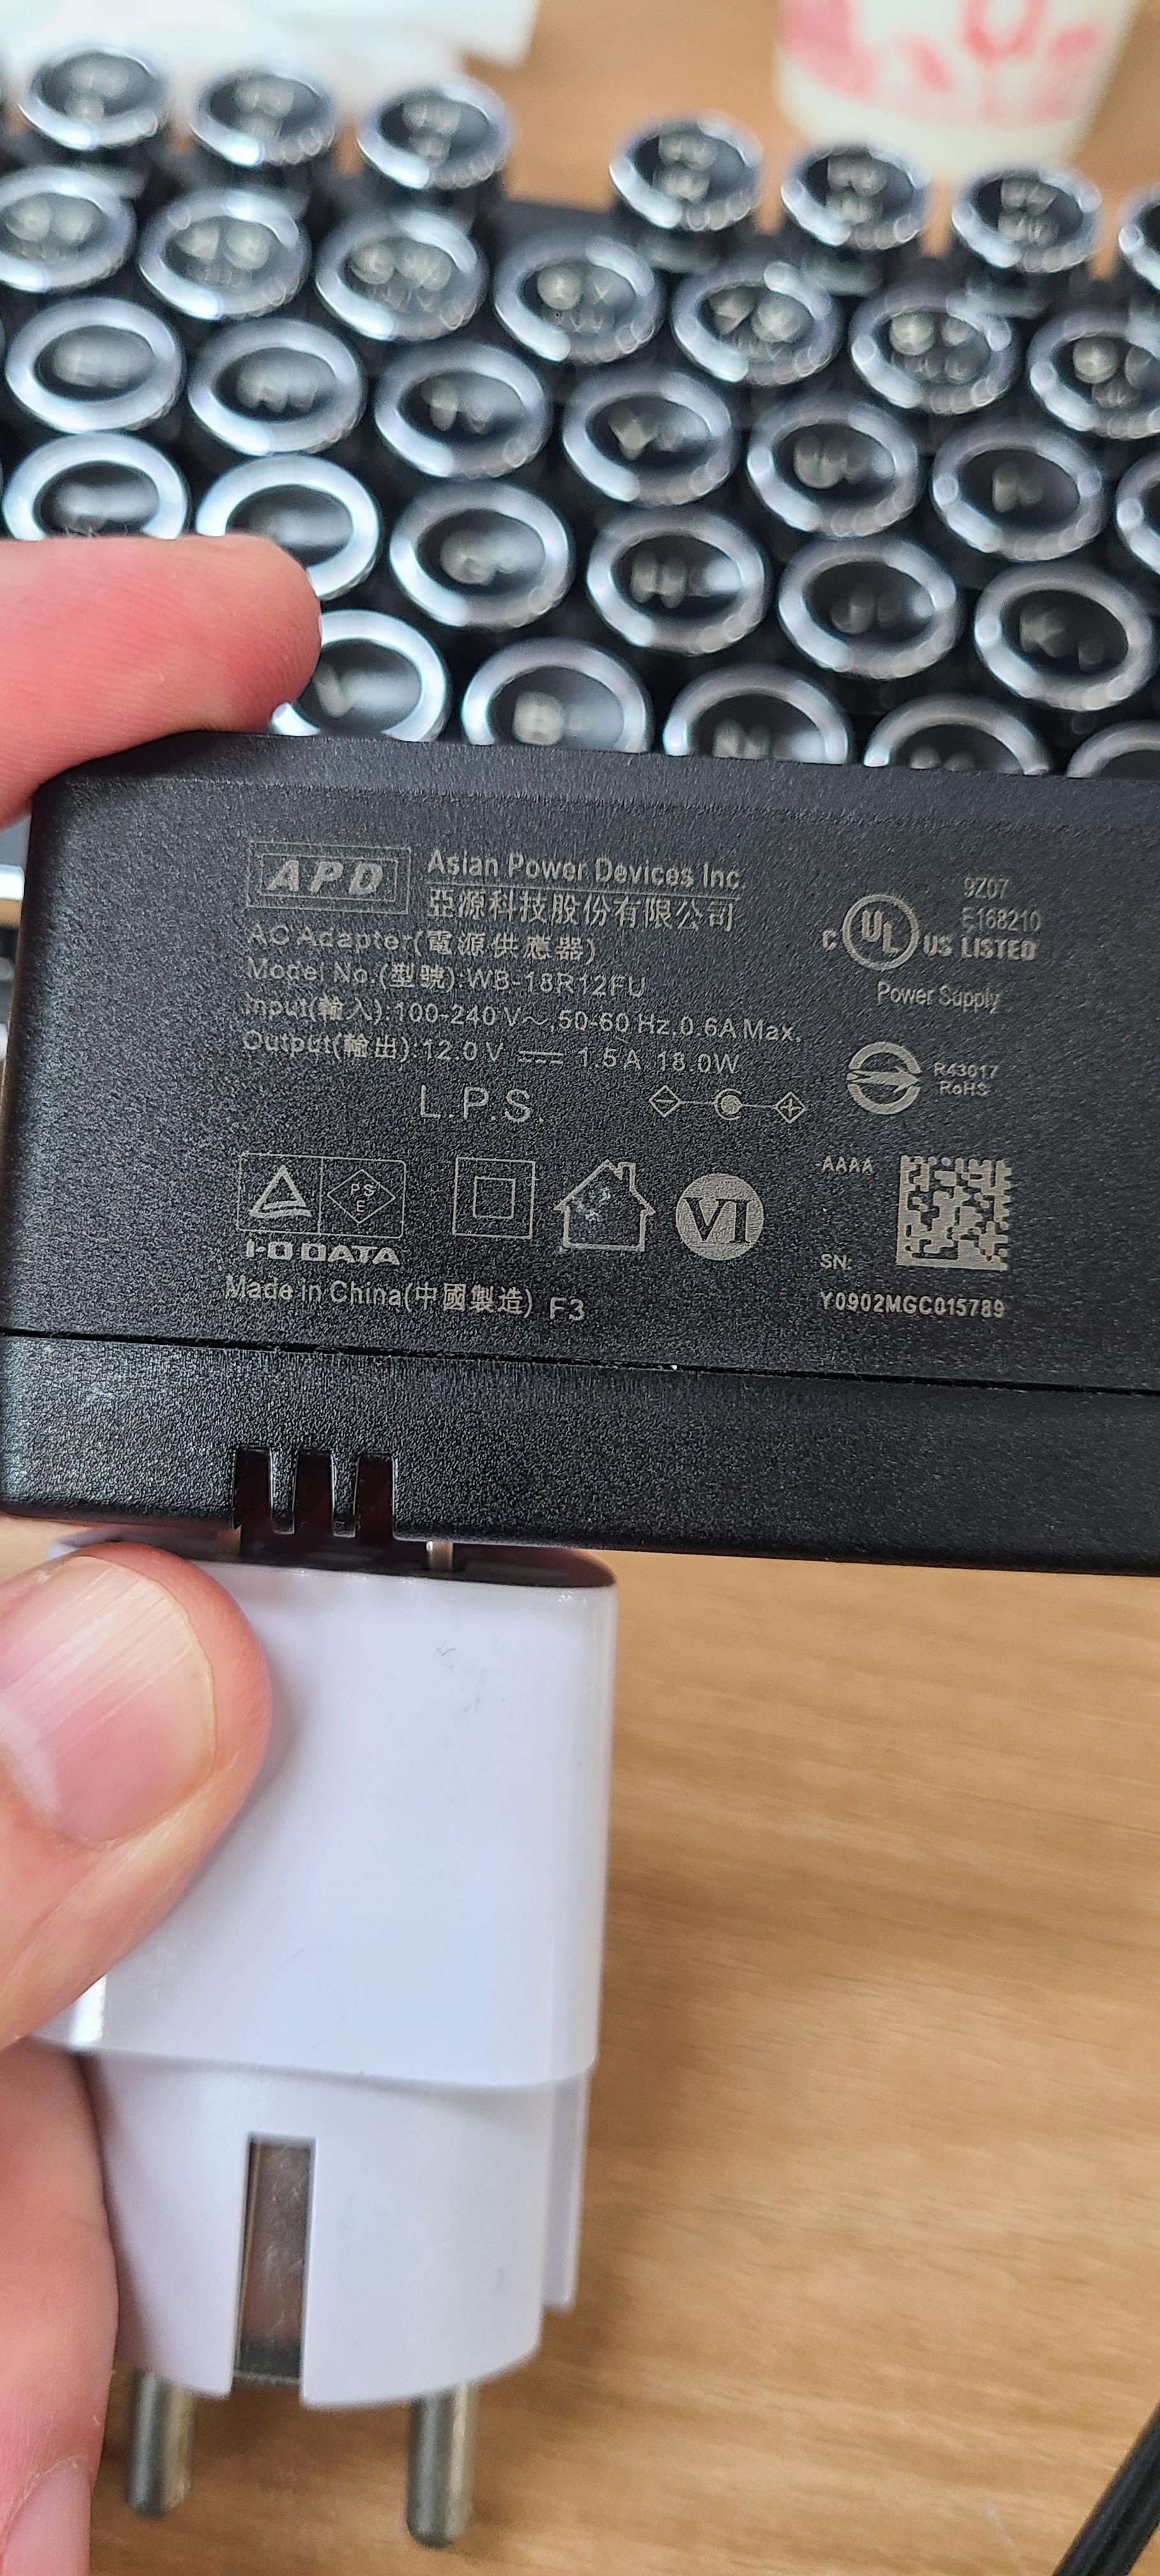 APD
Asian Power Devices Inc.
亞源科技股份有限公司
AC Adapter(電源供應器)
Model No.(型號):WB-18R12FU
Input(輸入):100-240 V~,50-60 Hz,0.6A Max.
Output(輸出):12.0 V ⎓ 1.5 A 18.0W
L.P.S.
9Z07
E168210
C UL US LISTED
Power Supply
R43017
RoHS
PSE
VI
I-O DATA
Made in China(中國製造) F3
-AAAA
SN:
Y0902MGC015789
G
H
J
K
V
B
N